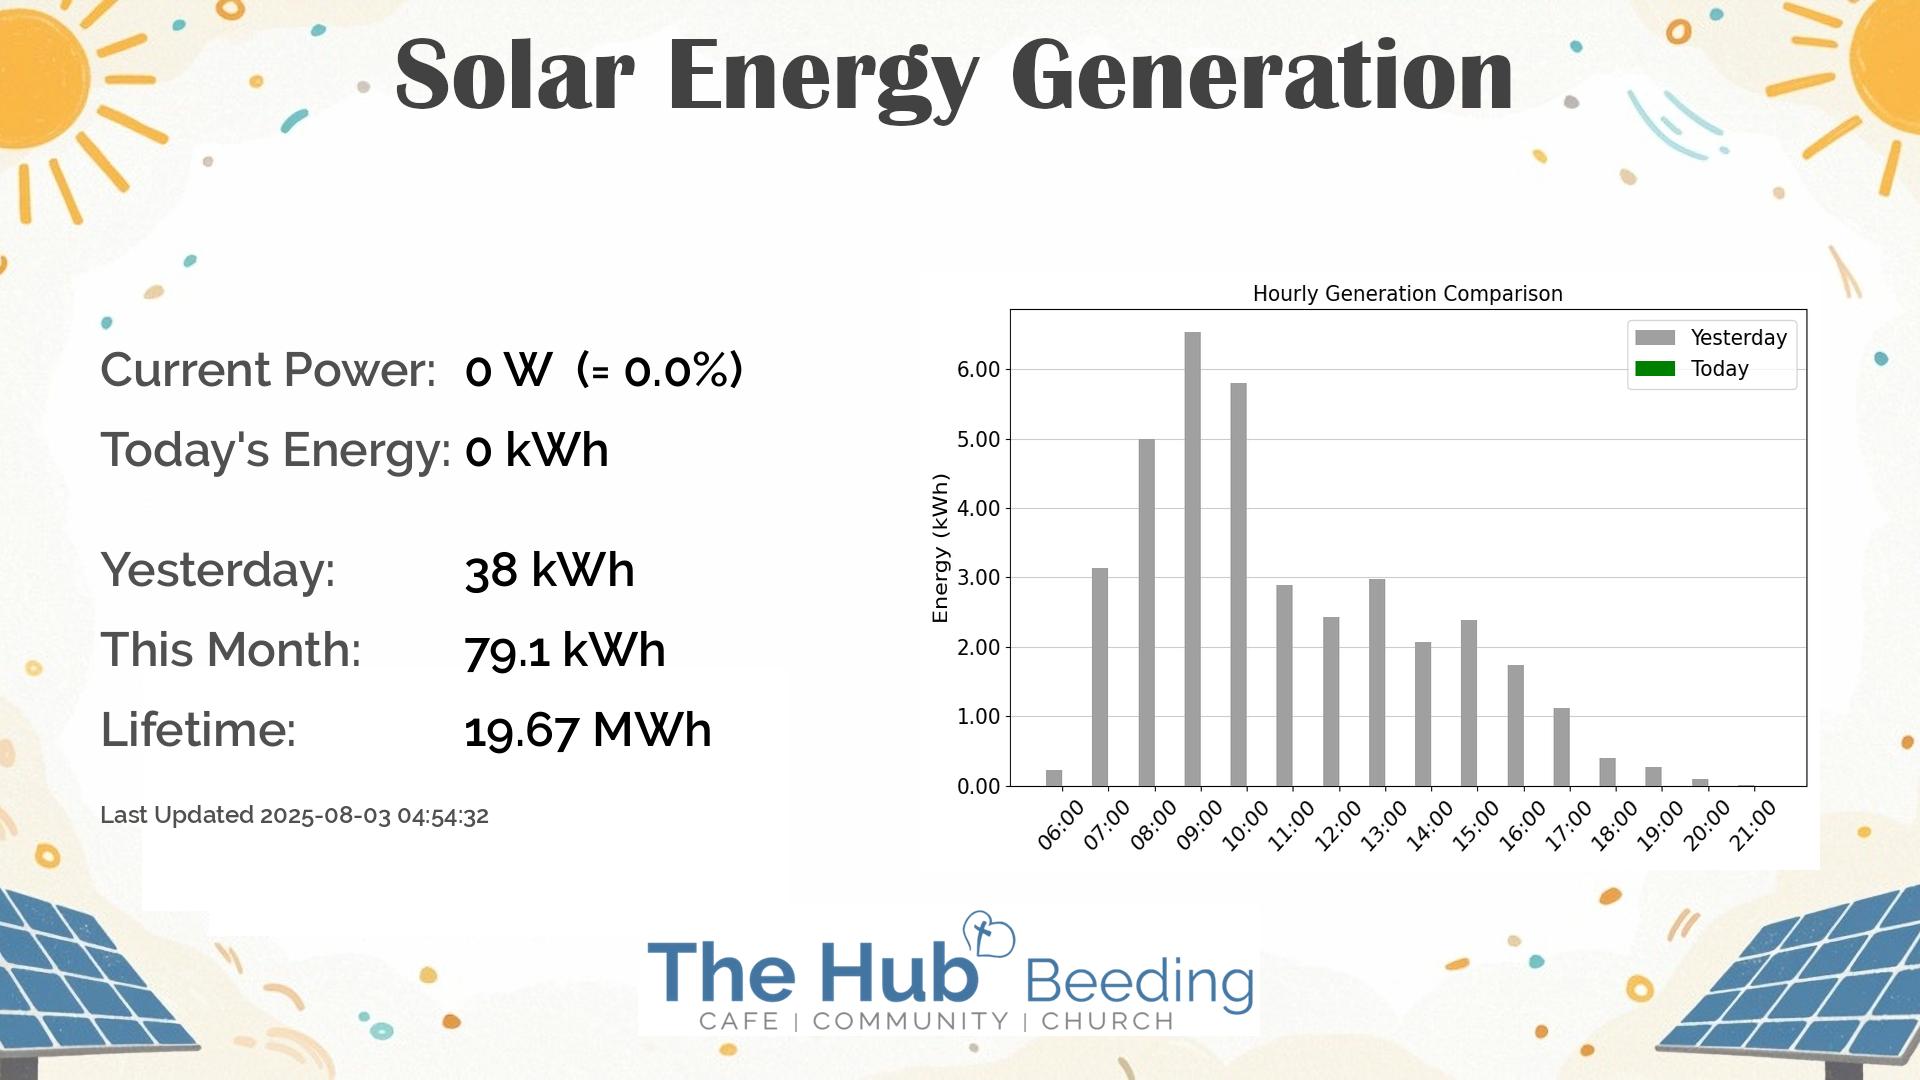 Solar Energy Generation
Current Power: 0 W (= 0.0%)
Today's Energy: 0 kWh
Yesterday: 38 kWh
This Month: 79.1 kWh
Lifetime: 19.67 MWh
Last Updated 2025-08-03 04:54:32
Hourly Generation Comparison
Yesterday
Today
Energy (kWh)
6.00
5.00
4.00
3.00
2.00
1.00
0.00
06:00 07:00 08:00 09:00 10:00 11:00 12:00 13:00 14:00 15:00 16:00 17:00 18:00 19:00 20:00 21:00
The Hub Beeding
CAFE | COMMUNITY | CHURCH